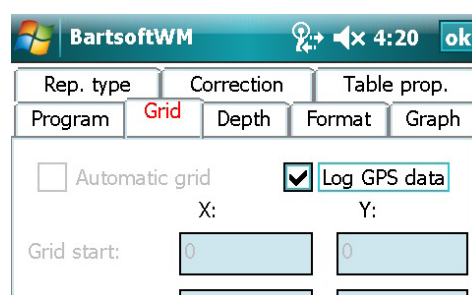 BartsoftWM 4:20 ok
Rep. type Correction Table prop.
Program Grid Depth Format Graph
Automatic grid Log GPS data
X: Y:
Grid start: 0 0